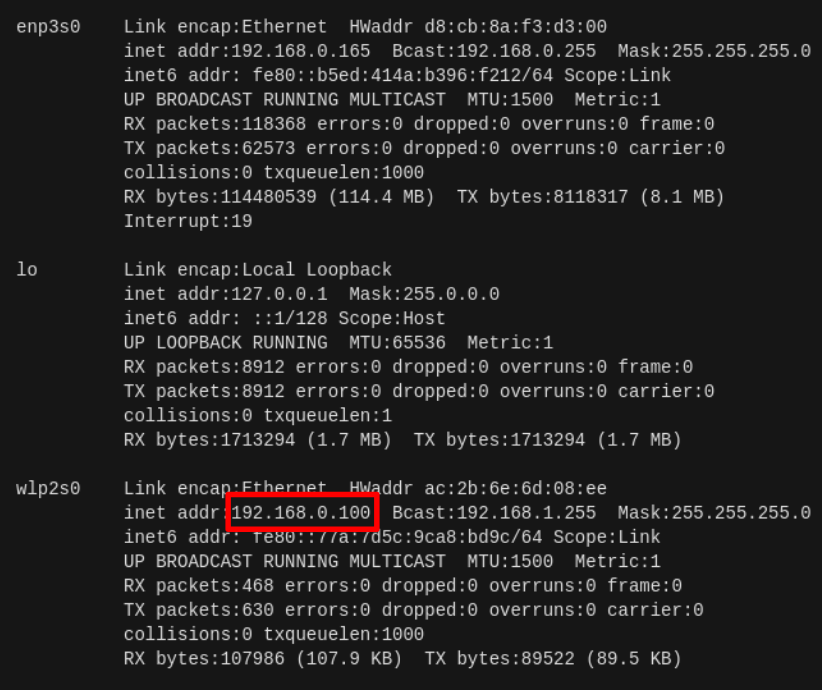 enp3s0    Link encap:Ethernet  HWaddr d8:cb:8a:f3:d3:00
          inet addr:192.168.0.165  Bcast:192.168.0.255  Mask:255.255.255.0
          inet6 addr: fe80::b5ed:414a:b396:f212/64 Scope:Link
          UP BROADCAST RUNNING MULTICAST  MTU:1500  Metric:1
          RX packets:118368 errors:0 dropped:0 overruns:0 frame:0
          TX packets:62573 errors:0 dropped:0 overruns:0 carrier:0
          collisions:0 txqueuelen:1000
          RX bytes:114480539 (114.4 MB)  TX bytes:8118317 (8.1 MB)
          Interrupt:19

lo        Link encap:Local Loopback
          inet addr:127.0.0.1  Mask:255.0.0.0
          inet6 addr: ::1/128 Scope:Host
          UP LOOPBACK RUNNING  MTU:65536  Metric:1
          RX packets:8912 errors:0 dropped:0 overruns:0 frame:0
          TX packets:8912 errors:0 dropped:0 overruns:0 carrier:0
          collisions:0 txqueuelen:1
          RX bytes:1713294 (1.7 MB)  TX bytes:1713294 (1.7 MB)

wlp2s0    Link encap:Ethernet  HWaddr ac:2b:6e:6d:08:ee
          inet addr:192.168.0.100  Bcast:192.168.1.255  Mask:255.255.255.0
          inet6 addr: fe80::77a:7d5c:9ca8:bd9c/64 Scope:Link
          UP BROADCAST RUNNING MULTICAST  MTU:1500  Metric:1
          RX packets:468 errors:0 dropped:0 overruns:0 frame:0
          TX packets:630 errors:0 dropped:0 overruns:0 carrier:0
          collisions:0 txqueuelen:1000
          RX bytes:107986 (107.9 KB)  TX bytes:89522 (89.5 KB)